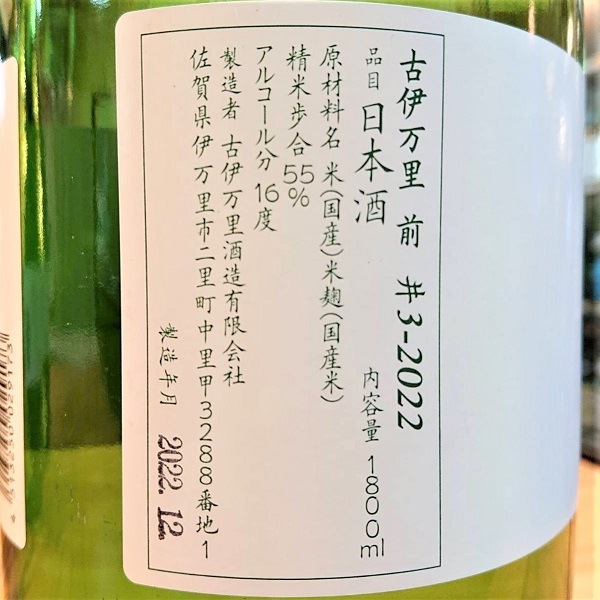 古伊万里 前 井3-2022
品目 日本酒 内容量 1800ml
原材料名 米(国産)米麹(国産米)
精米歩合 55%
アルコール分 16度
製造者 古伊万里酒造有限会社
佐賀県伊万里市二里町中里甲3288番地1
製造年月 2022.12